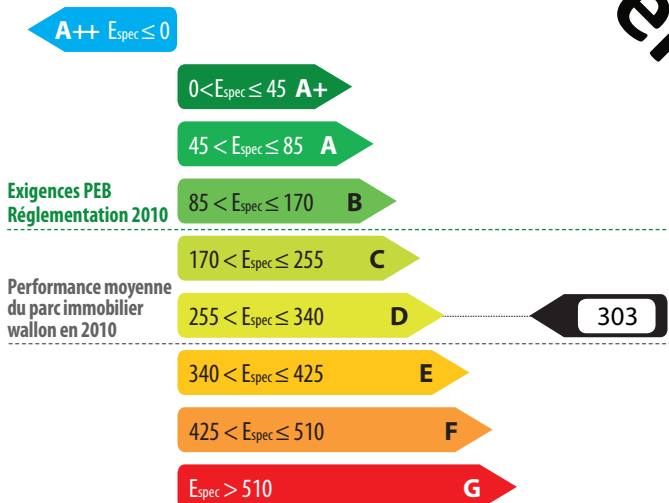 A++ Espec ≤ 0
0<Espec ≤ 45 A+
45 < Espec ≤ 85 A
Exigences PEB
Réglementation 2010
85 < Espec ≤ 170 B
170 < Espec ≤ 255 C
Performance moyenne
du parc immobilier
wallon en 2010
255 < Espec ≤ 340 D
303
340 < Espec ≤ 425 E
425 < Espec ≤ 510 F
Espec > 510 G